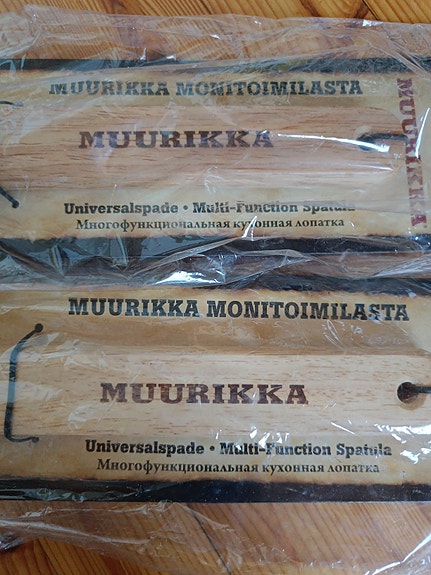 MUURIKKA MONITOIMILASTA
MUURIKKA
MUURIKKA
Universalspade • Multi-Function Spatula
Многофункциональная кухонная лопатка
MUURIKKA MONITOIMILASTA
MUURIKKA
Universalspade • Multi-Function Spatula
Многофункциональная кухонная лопатка